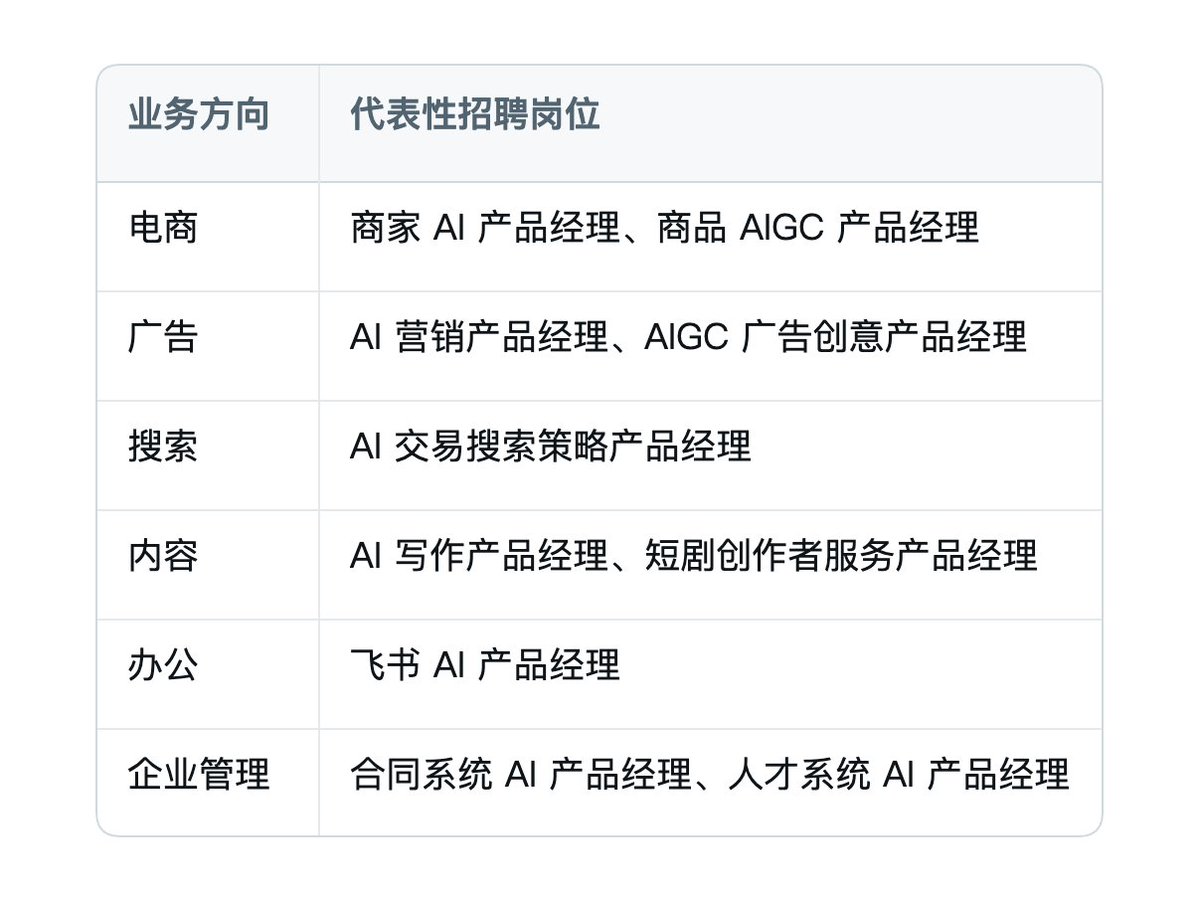 业务方向 代表性招聘岗位
电商 商家 AI 产品经理、商品 AIGC 产品经理
广告 AI 营销产品经理、AIGC 广告创意产品经理
搜索 AI 交易搜索策略产品经理
内容 AI 写作产品经理、短剧创作者服务产品经理
办公 飞书 AI 产品经理
企业管理 合同系统 AI 产品经理、人才系统 AI 产品经理